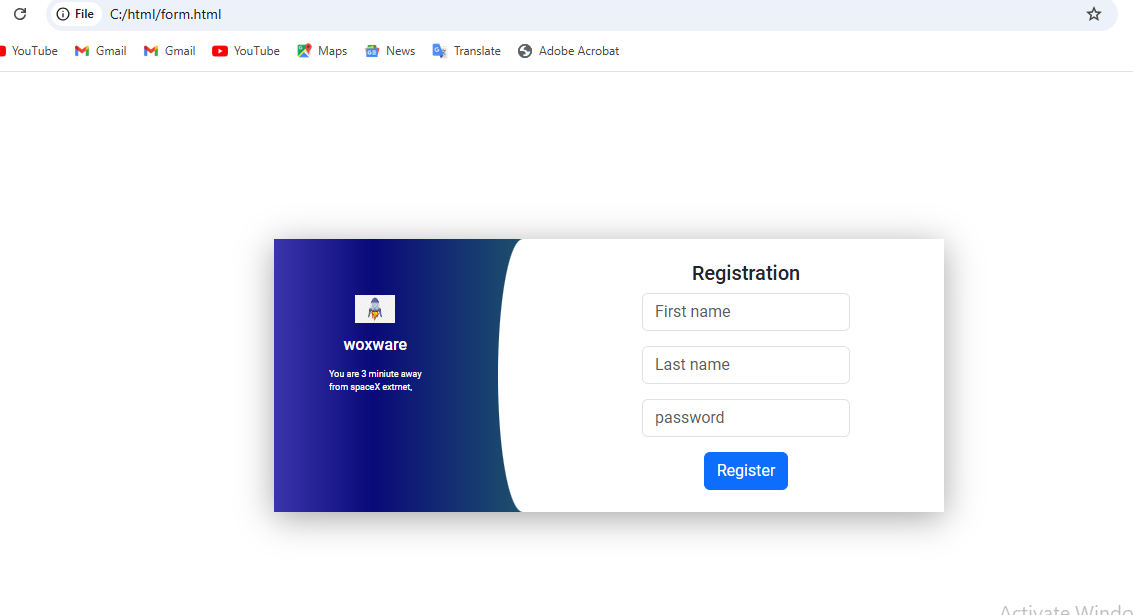 File C:/html/form.html
YouTube Gmail Gmail YouTube Maps News Translate Adobe Acrobat
Registration
First name
woxware
Last name
You are 3 miniute away
from spaceX extmet,
password
Register
Activate Windo